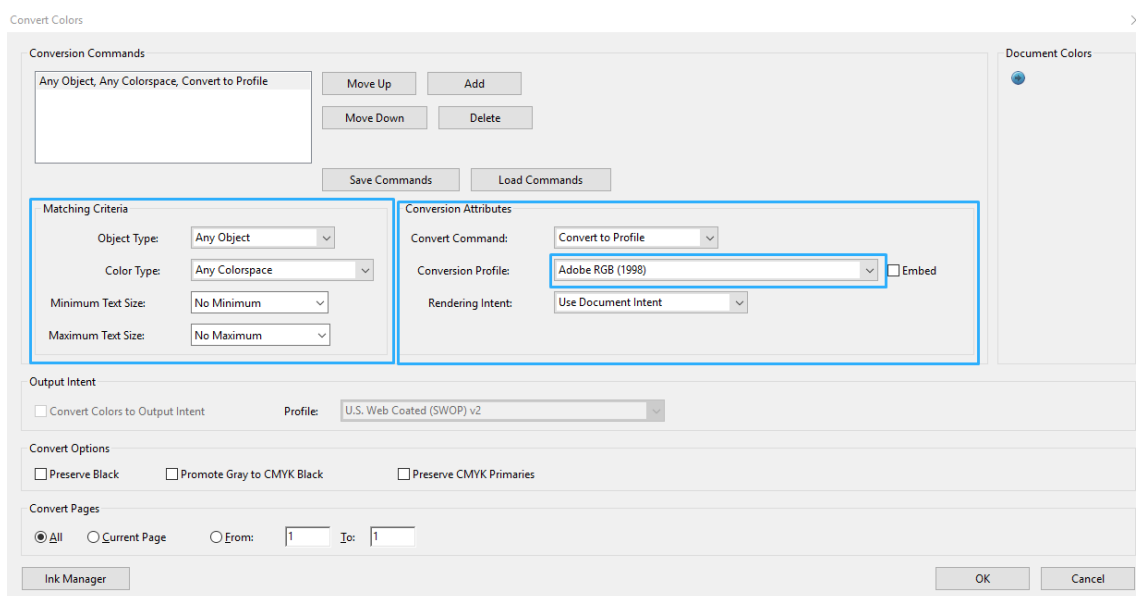 Convert Colors
Conversion Commands
Document Colors
Any Object, Any Colorspace, Convert to Profile
Move Up
Add
Move Down
Delete
Save Commands
Load Commands
Matching Criteria
Conversion Attributes
Object Type: Any Object
Convert Command: Convert to Profile
Color Type: Any Colorspace
Conversion Profile: Adobe RGB (1998) Embed
Minimum Text Size: No Minimum
Rendering Intent: Use Document Intent
Maximum Text Size: No Maximum
Output Intent
Convert Colors to Output Intent Profile: U.S. Web Coated (SWOP) v2
Convert Options
Preserve Black Promote Gray to CMYK Black Preserve CMYK Primaries
Convert Pages
All Current Page From: 1 To: 1
Ink Manager OK Cancel